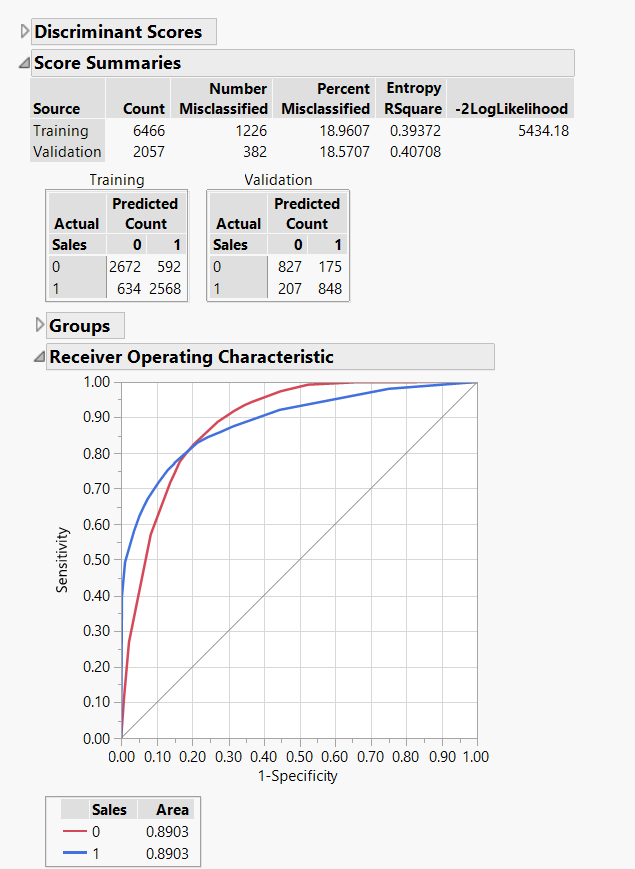 Discriminant Scores
Score Summaries
Number Percent Entropy
Source Count Misclassified Misclassified RSquare -2LogLikelihood
Training 6466 1226 18.9607 0.39372 5434.18
Validation 2057 382 18.5707 0.40708
Training Validation
Predicted Predicted
Actual Count Actual Count
Sales 0 1 Sales 0 1
0 2672 592 0 827 175
1 634 2568 1 207 848
Groups
Receiver Operating Characteristic
1.00
0.90
0.80
0.70
0.60
0.50
0.40
0.30
0.20
0.10
0.00
Sensitivity
0.00 0.10 0.20 0.30 0.40 0.50 0.60 0.70 0.80 0.90 1.00
1-Specificity
Sales Area
0 0.8903
1 0.8903